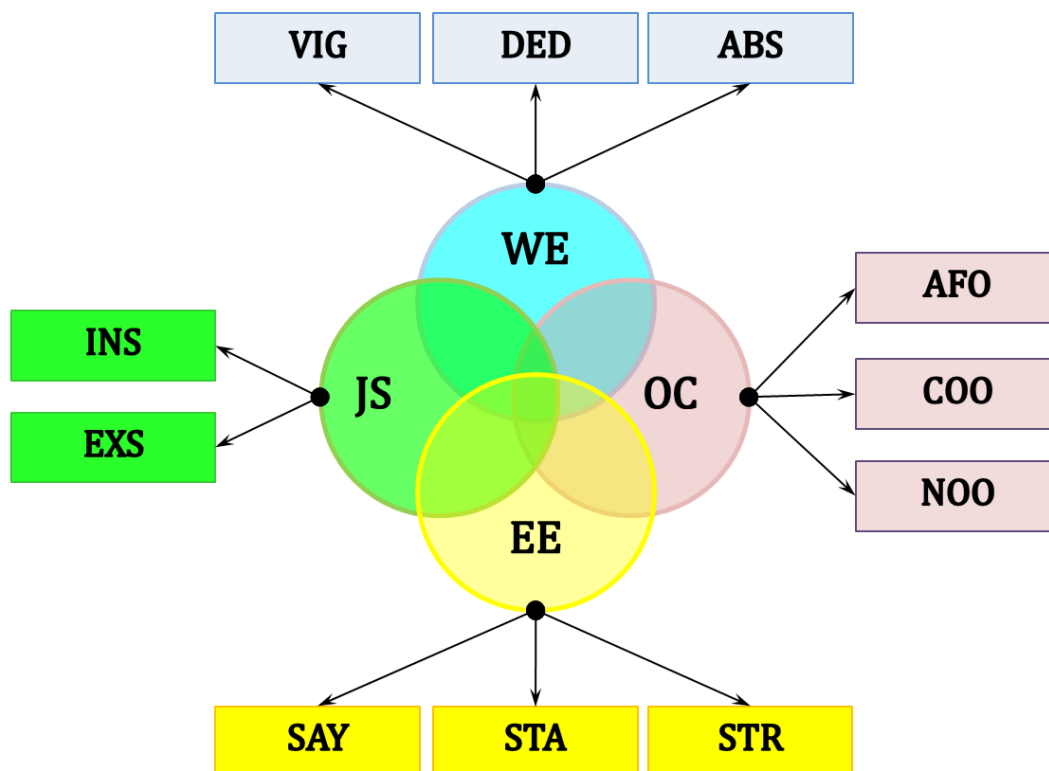 VIG
DED
ABS
WE
AFO
INS
JS
OC
COO
EXS
NOO
EE
SAY
STA
STR